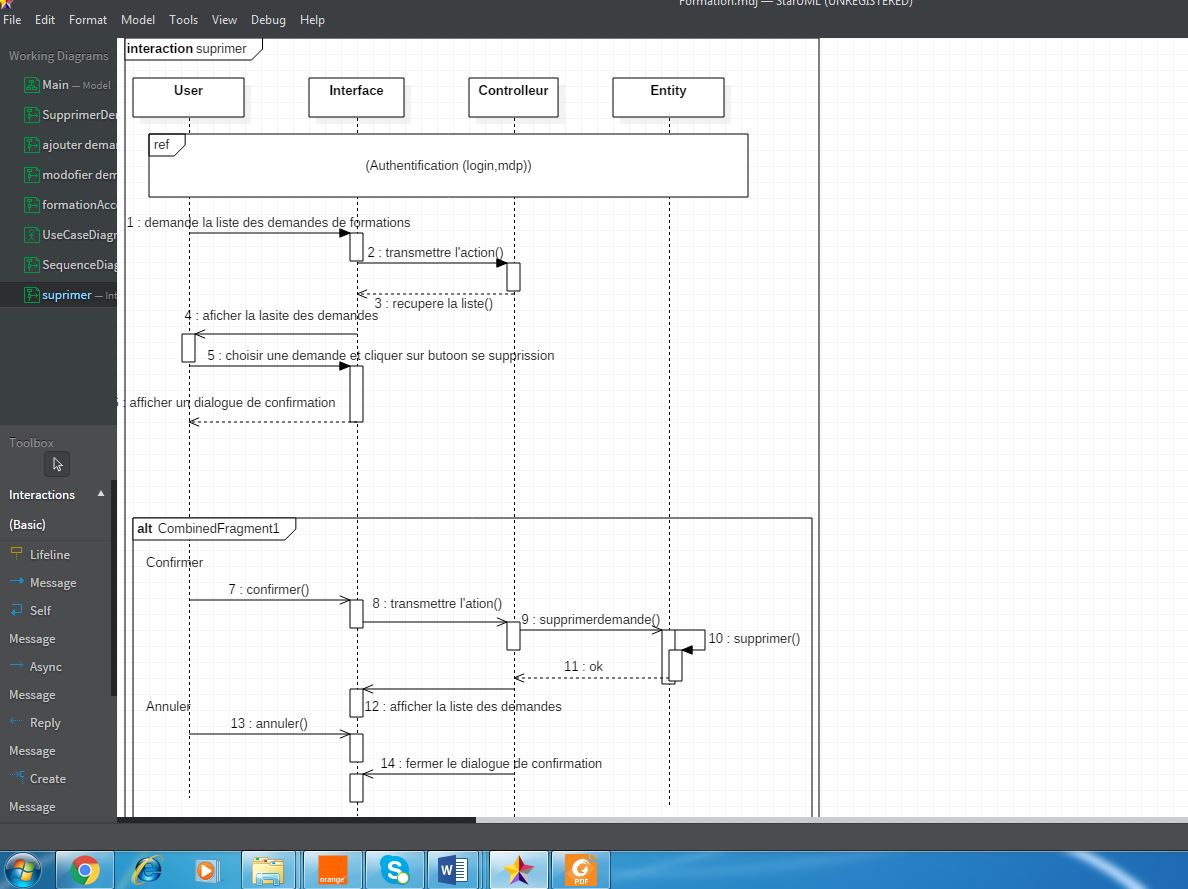 Formation.mdj — StarUML (UNREGISTERED)
File Edit Format Model Tools View Debug Help
Working Diagrams
Main — Model
SupprimerDe
ajouter dema
modofier dem
formationAcc
UseCaseDiagr
SequenceDiag
suprimer — Int
Toolbox
Interactions
(Basic)
Lifeline
Message
Self
Message
Async
Message
Reply
Message
Create
Message
interaction suprimer
User Interface Controlleur Entity
ref
(Authentification (login,mdp))
1 : demande la liste des demandes de formations
2 : transmettre l'action()
3 : recupere la liste()
4 : aficher la lasite des demandes
5 : choisir une demande et cliquer sur butoon se supprission
: afficher un dialogue de confirmation
alt CombinedFragment1
Confirmer
7 : confirmer()
8 : transmettre l'ation()
9 : supprimerdemande()
10 : supprimer()
11 : ok
12 : afficher la liste des demandes
Annuler
13 : annuler()
14 : fermer le dialogue de confirmation
orange
PDF